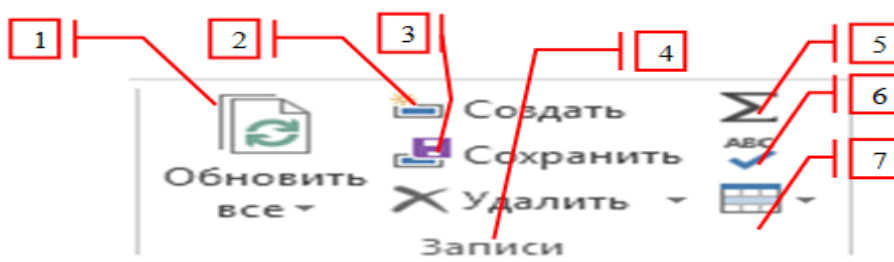 1
2
3
4
5
Создать
6
ABC
Сохранить
7
Обновить
все
Удалить
Записи